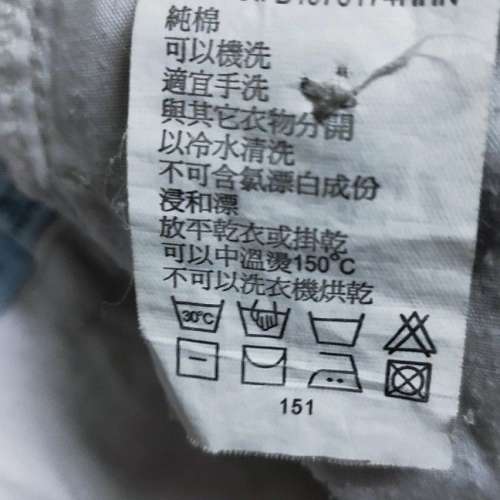 純棉
可以機洗
適宜手洗
與其它衣物分開
以冷水清洗
不可含氯漂白成份
浸和漂
放平乾衣或掛乾
可以中溫燙150°C
不可以洗衣機烘乾
30°C
151